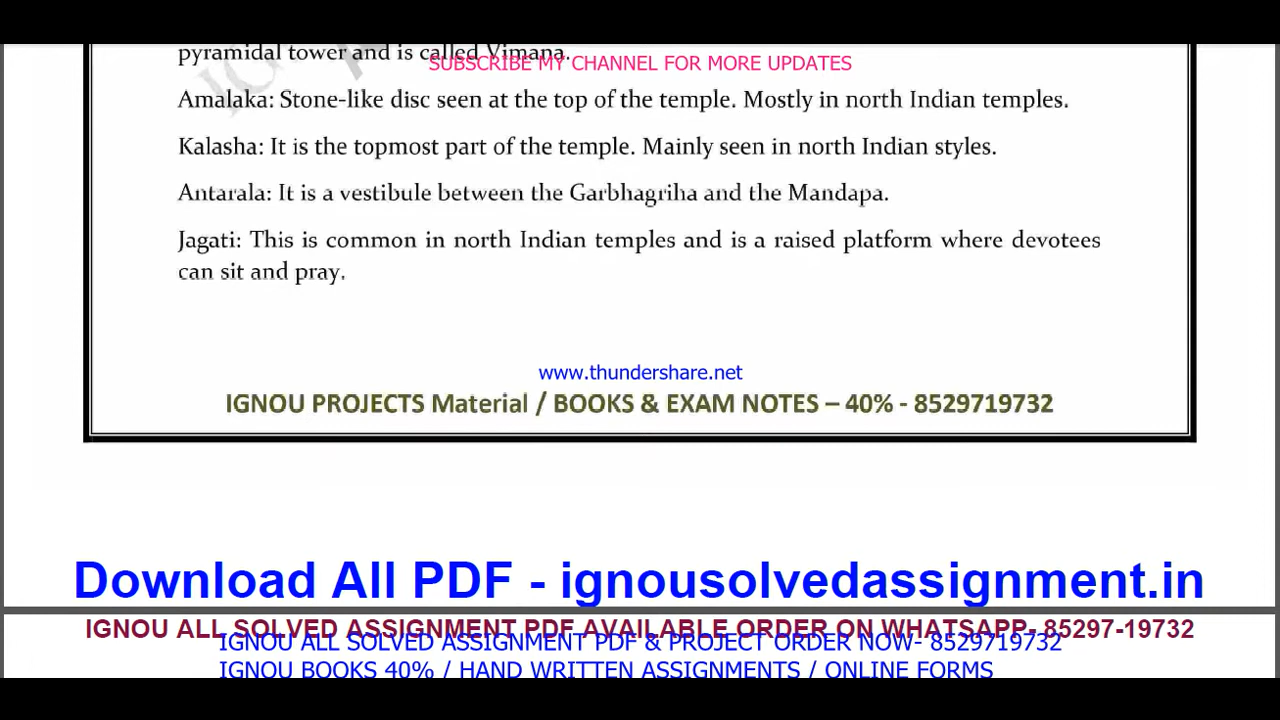 pyramidal tower and is called Vimana.
SUBSCRIBE MY CHANNEL FOR MORE UPDATES
Amalaka: Stone-like disc seen at the top of the temple. Mostly in north Indian temples.
Kalasha: It is the topmost part of the temple. Mainly seen in north Indian styles.
Antarala: It is a vestibule between the Garbhagriha and the Mandapa.
Jagati: This is common in north Indian temples and is a raised platform where devotees
can sit and pray.
www.thundershare.net
IGNOU PROJECTS Material / BOOKS & EXAM NOTES – 40% - 8529719732
Download All PDF - ignousolvedassignment.in
IGNOU ALL SOLVED ASSIGNMENT PDF AVAILABLE ORDER ON WHATSAPP- 85297-19732
IGNOU ALL SOLVED ASSIGNMENT PDF & PROJECT ORDER NOW- 8529719732
IGNOU BOOKS 40% / HAND WRITTEN ASSIGNMENTS / ONLINE FORMS